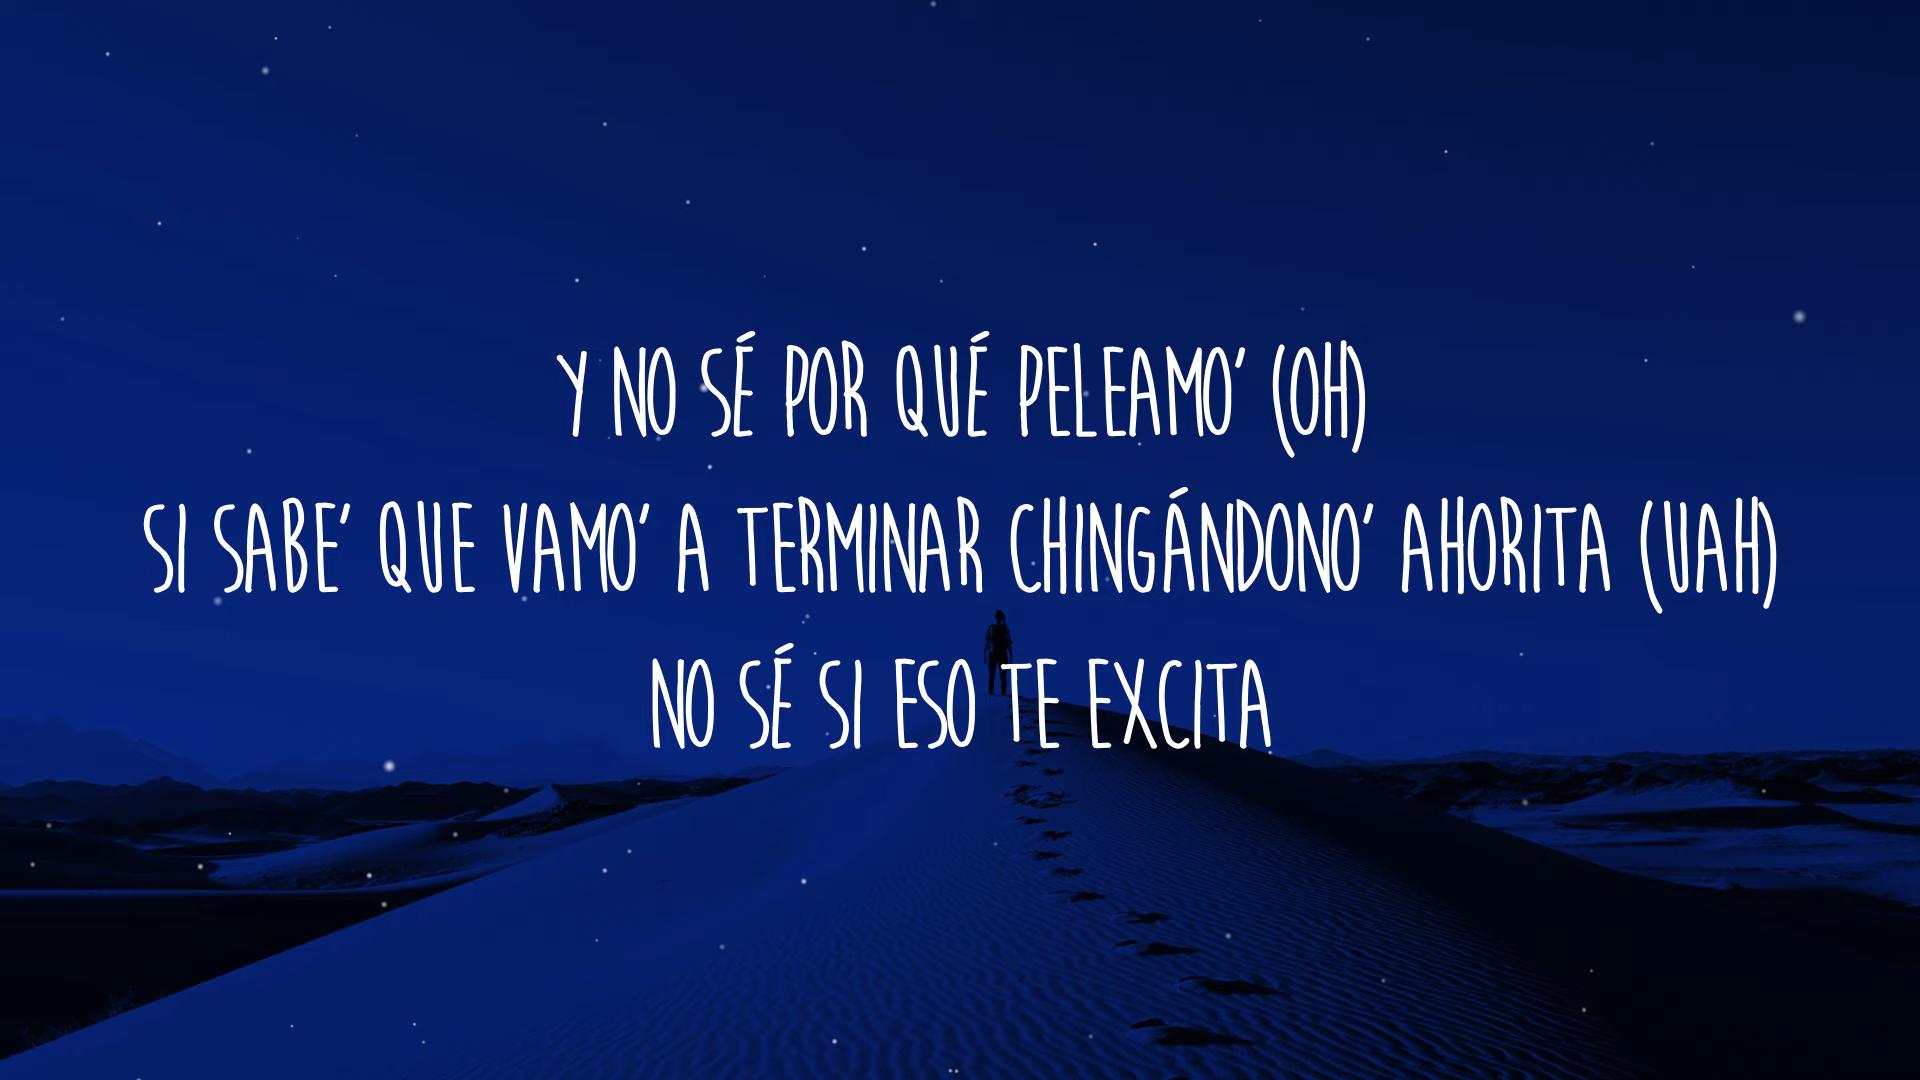 Y NO SÉ POR QUÉ PELEAMO' (OH)
SI SABE' QUE VAMO' A TERMINAR CHINGÁNDONO' AHORITA (UAH)
NO SÉ SI ESO TE EXCITA